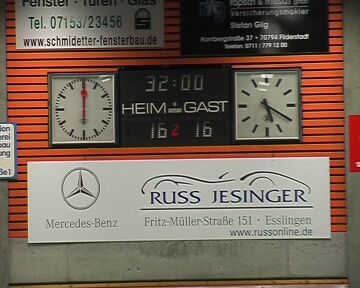 Fenster · Türen · Glas
Tel. 07153/23456
www.schmidetter-fensterbau.de
Versicherungsmakler
Stefan Gilg
Hombergstraße 37 • 70794 Filderstadt
Telefon: 0711 / 779 12 00
32:00
HEIM GAST
16 2 16
Mercedes-Benz
RUSS JESINGER
Fritz-Müller-Straße 151 · Esslingen
www.russonline.de